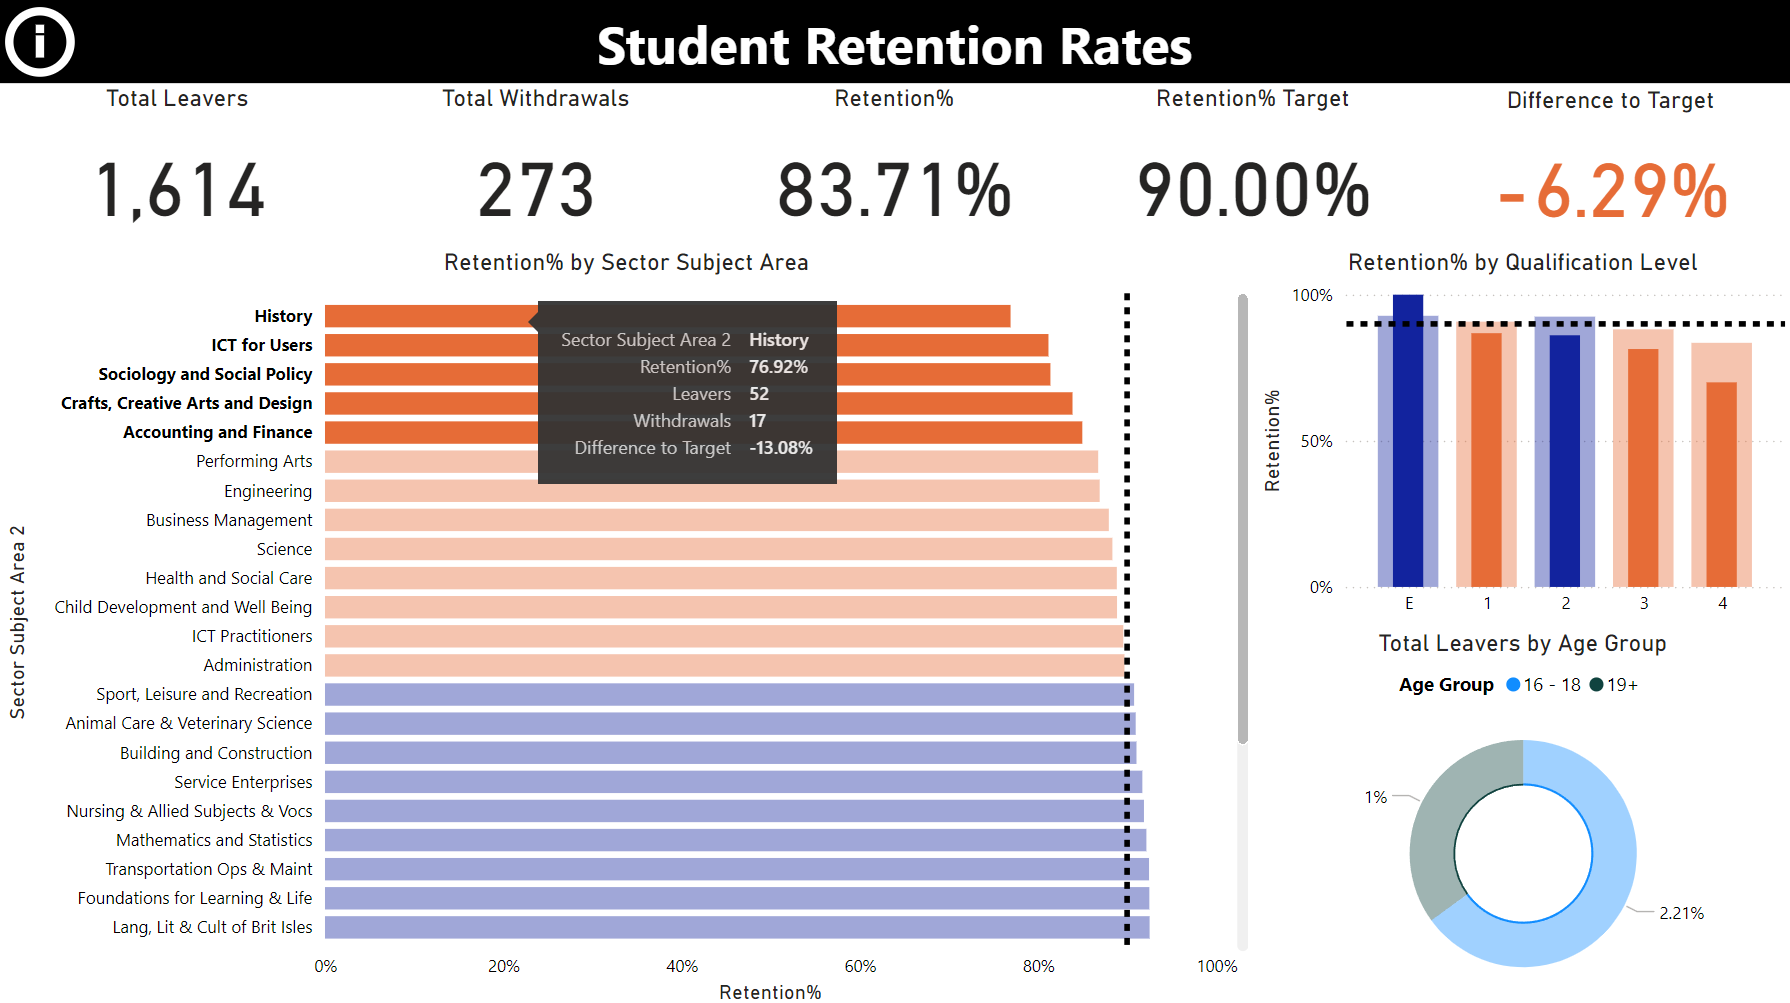 i
Student Retention Rates
Total Leavers
Total Withdrawals
Retention%
Retention% Target
Difference to Target
1,614
273
83.71%
90.00%
-6.29%
Retention% by Sector Subject Area
Sector Subject Area 2
History
ICT for Users
Sociology and Social Policy
Crafts, Creative Arts and Design
Accounting and Finance
Performing Arts
Engineering
Business Management
Science
Health and Social Care
Child Development and Well Being
ICT Practitioners
Administration
Sport, Leisure and Recreation
Animal Care & Veterinary Science
Building and Construction
Service Enterprises
Nursing & Allied Subjects & Vocs
Mathematics and Statistics
Transportation Ops & Maint
Foundations for Learning & Life
Lang, Lit & Cult of Brit Isles
Sector Subject Area 2 History
Retention% 76.92%
Leavers 52
Withdrawals 17
Difference to Target -13.08%
0% 20% 40% 60% 80% 100%
Retention%
Retention% by Qualification Level
Retention%
100%
50%
0%
E 1 2 3 4
Total Leavers by Age Group
Age Group 16 - 18 19+
1%
2.21%